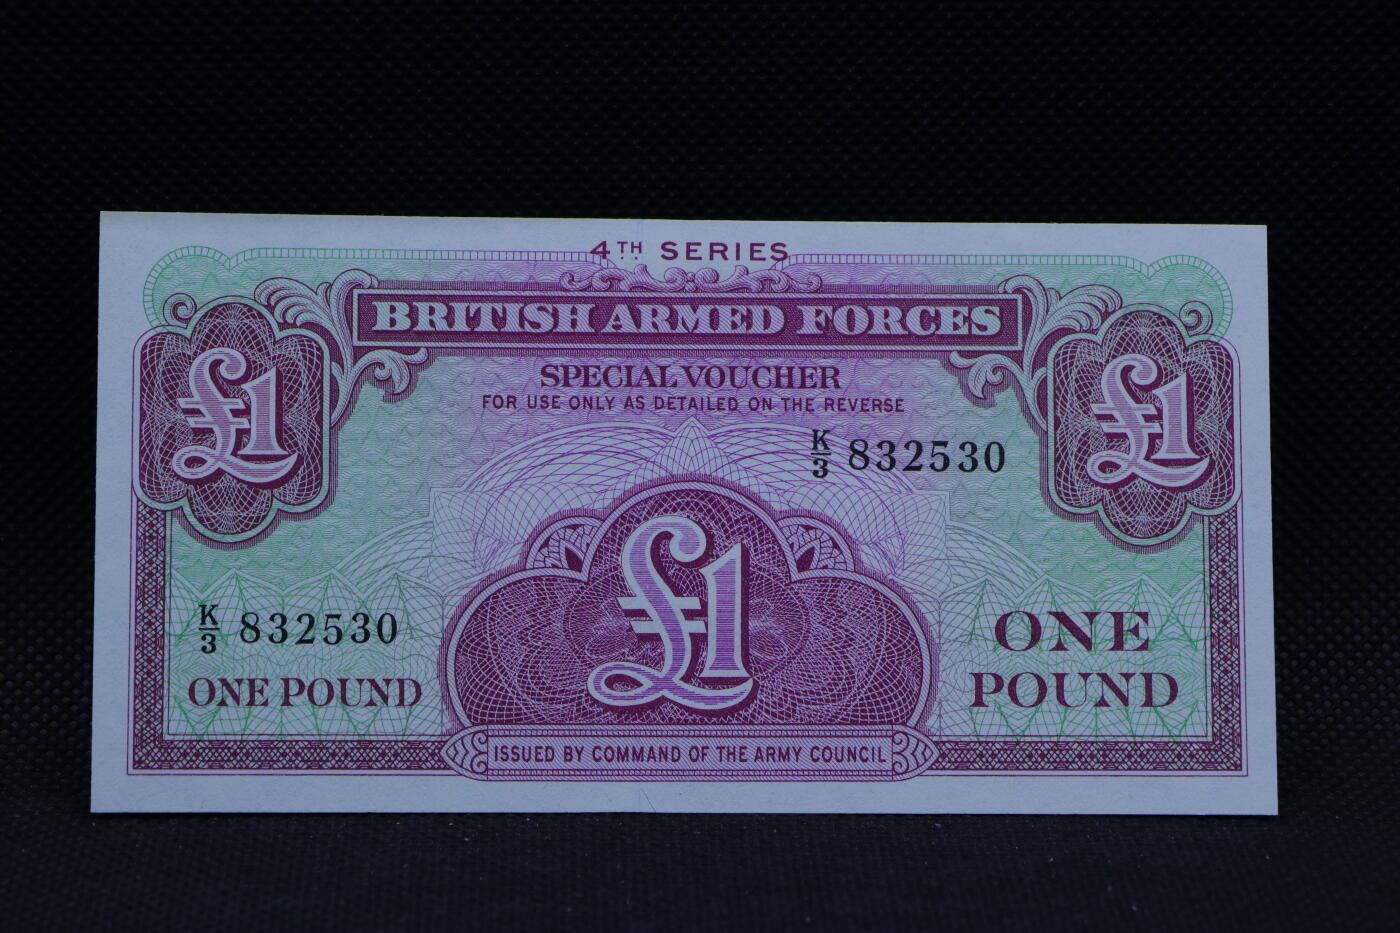 4TH SERIES
BRITISH ARMED FORCES
£1
£1
SPECIAL VOUCHER
FOR USE ONLY AS DETAILED ON THE REVERSE
K/3 832530
£1
K/3 832530
ONE POUND
ONE
POUND
ISSUED BY COMMAND OF THE ARMY COUNCIL